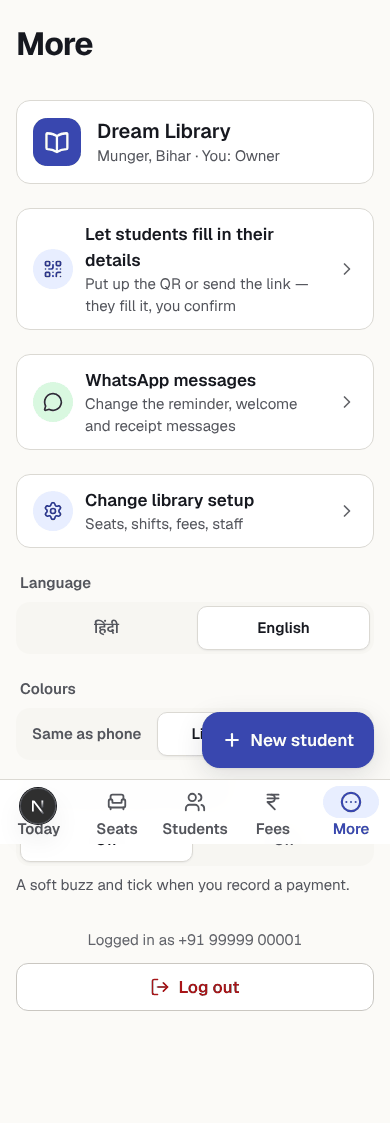 More
Dream Library
Munger, Bihar · You: Owner
Let students fill in their
details
Put up the QR or send the link —
they fill it, you confirm
WhatsApp messages
Change the reminder, welcome
and receipt messages
Change library setup
Seats, shifts, fees, staff
Language
हिंदी English
Colours
Same as phone
+ New student
N
Today Seats Students Fees More
A soft buzz and tick when you record a payment.
Logged in as +91 99999 00001
Log out